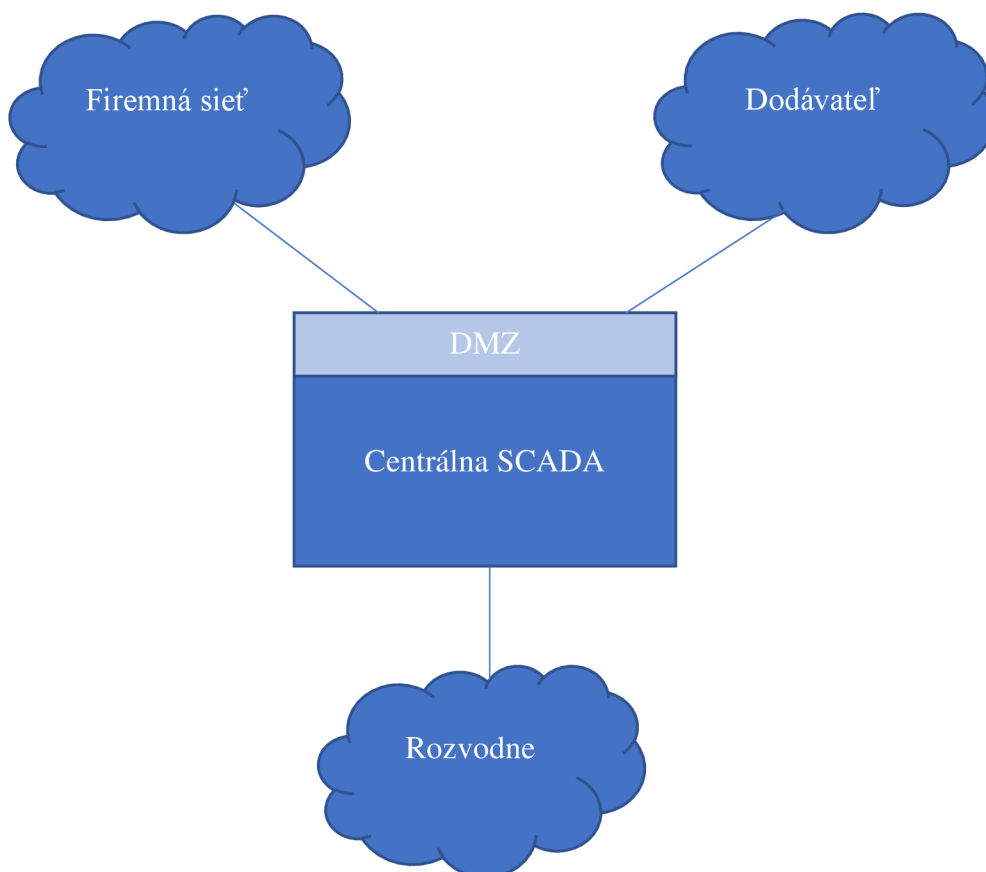 Firemná sieť
Dodávateľ
DMZ
Centrálna SCADA
Rozvodne